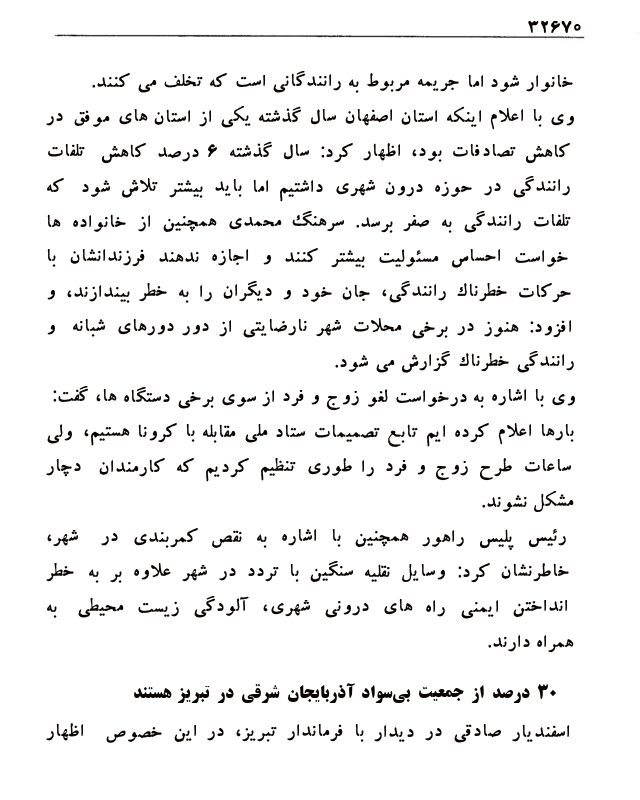 ۳۲۶۷۰
خانوار شود اما جریمه مربوط به رانندگانی است که تخلف می کنند.
وی با اعلام اینکه استان اصفهان سال گذشته یکی از استان های موفق در
کاهش تصادفات بود، اظهار کرد: سال گذشته ۶ درصد کاهش تلفات
رانندگی در حوزه درون شهری داشتیم اما باید بیشتر تلاش شود که
تلفات رانندگی به صفر برسد. سرهنگ محمدی همچنین از خانواده ها
خواست احساس مسئولیت بیشتر کنند و اجازه ندهند فرزندانشان با
حرکات خطرناك رانندگی، جان خود و دیگران را به خطر بیندازند، و
افزود: هنوز در برخی محلات شهر نارضایتی از دور دورهای شبانه و
رانندگی خطرناك گزارش می شود.
وی با اشاره به درخواست لغو زوج و فرد از سوی برخی دستگاه ها، گفت:
بارها اعلام کرده ایم تابع تصمیمات ستاد ملی مقابله با کرونا هستیم، ولی
ساعات طرح زوج و فرد را طوری تنظیم کردیم که کارمندان دچار
مشکل نشوند.
رئیس پلیس راهور همچنین با اشاره به نقص کمربندی در شهر،
خاطرنشان کرد: وسایل نقلیه سنگین با تردد در شهر علاوه بر به خطر
انداختن ایمنی راه های درونی شهری، آلودگی زیست محیطی به
همراه دارند.
۳۰ درصد از جمعیت بی‌سواد آذربایجان شرقی در تبریز هستند
اسفندیار صادقی در دیدار با فرماندار تبریز، در این خصوص اظهار